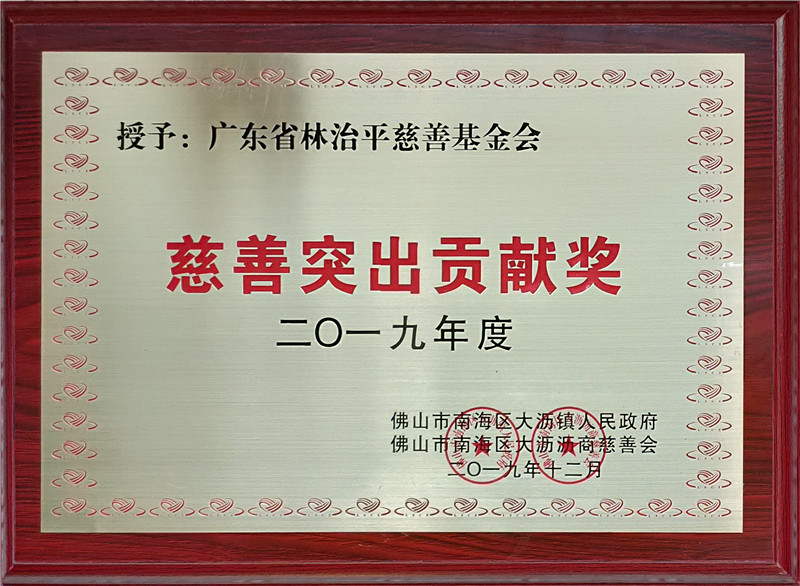 授予：广东省林治平慈善基金会
慈善突出贡献奖
二〇一九年度
佛山市南海区大沥镇人民政府
佛山市南海区大沥沥商慈善会
二〇一九年十二月